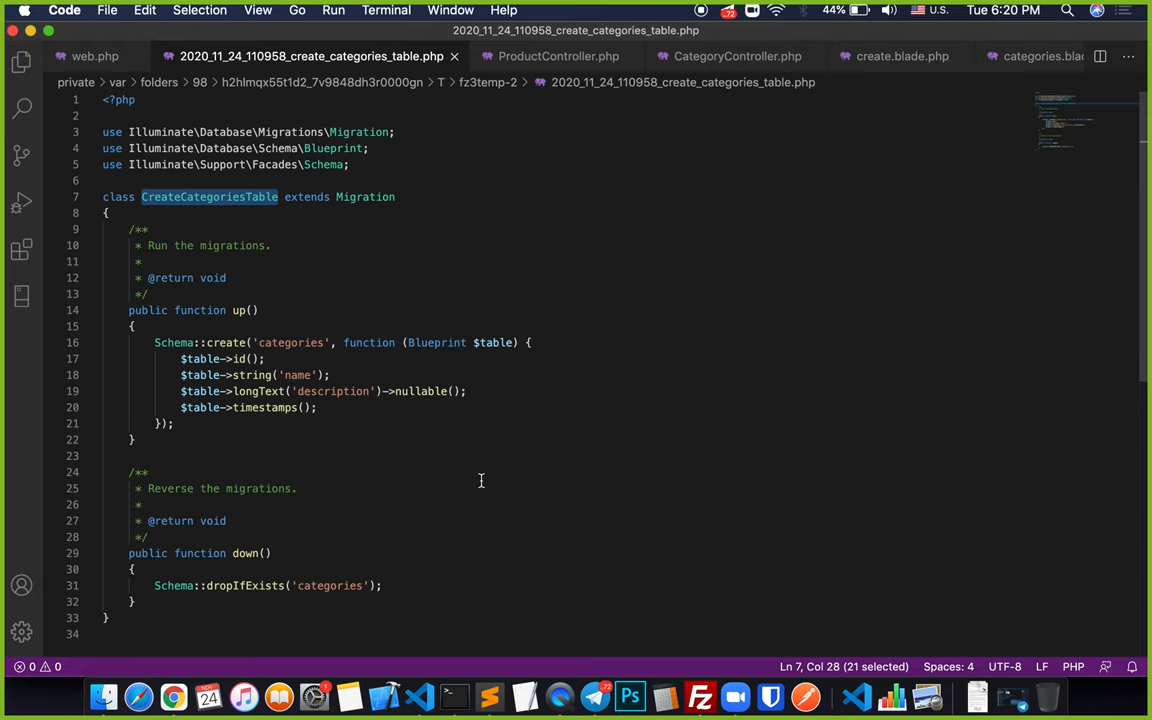 Code File Edit Selection View Go Run Terminal Window Help 44% U.S. Tue 6:20 PM
2020_11_24_110958_create_categories_table.php
web.php 2020_11_24_110958_create_categories_table.php ProductController.php CategoryController.php create.blade.php categories.bla
private > var > folders > 98 > h2hlmqx55t1d2_7v9848dh3r0000gn > T > fz3temp-2 > 2020_11_24_110958_create_categories_table.php
1 <?php
2
3 use Illuminate\Database\Migrations\Migration;
4 use Illuminate\Database\Schema\Blueprint;
5 use Illuminate\Support\Facades\Schema;
6
7 class CreateCategoriesTable extends Migration
8 {
9 /**
10 * Run the migrations.
11 *
12 * @return void
13 */
14 public function up()
15 {
16 Schema::create('categories', function (Blueprint $table) {
17 $table->id();
18 $table->string('name');
19 $table->longText('description')->nullable();
20 $table->timestamps();
21 });
22 }
23
24 /**
25 * Reverse the migrations.
26 *
27 * @return void
28 */
29 public function down()
30 {
31 Schema::dropIfExists('categories');
32 }
33 }
34
0 0 Ln 7, Col 28 (21 selected) Spaces: 4 UTF-8 LF PHP
NOV 24 1 72 Ps Fz